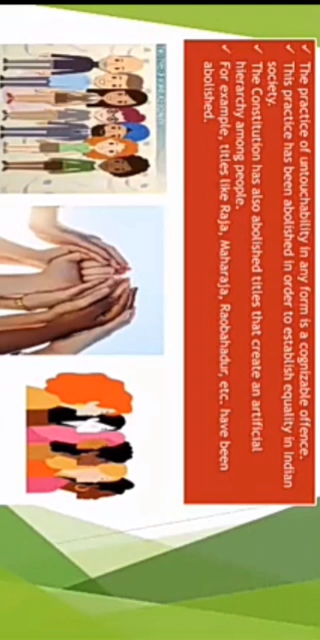 ✓ The practice of untouchability in any form is a cognizable offence.
✓ This practice has been abolished in order to establish equality in Indian
society.
✓ The Constitution has also abolished titles that create an artificial
hierarchy among people.
✓ For example, titles like Raja, Maharaja, Raobahadur, etc. have been
abolished.